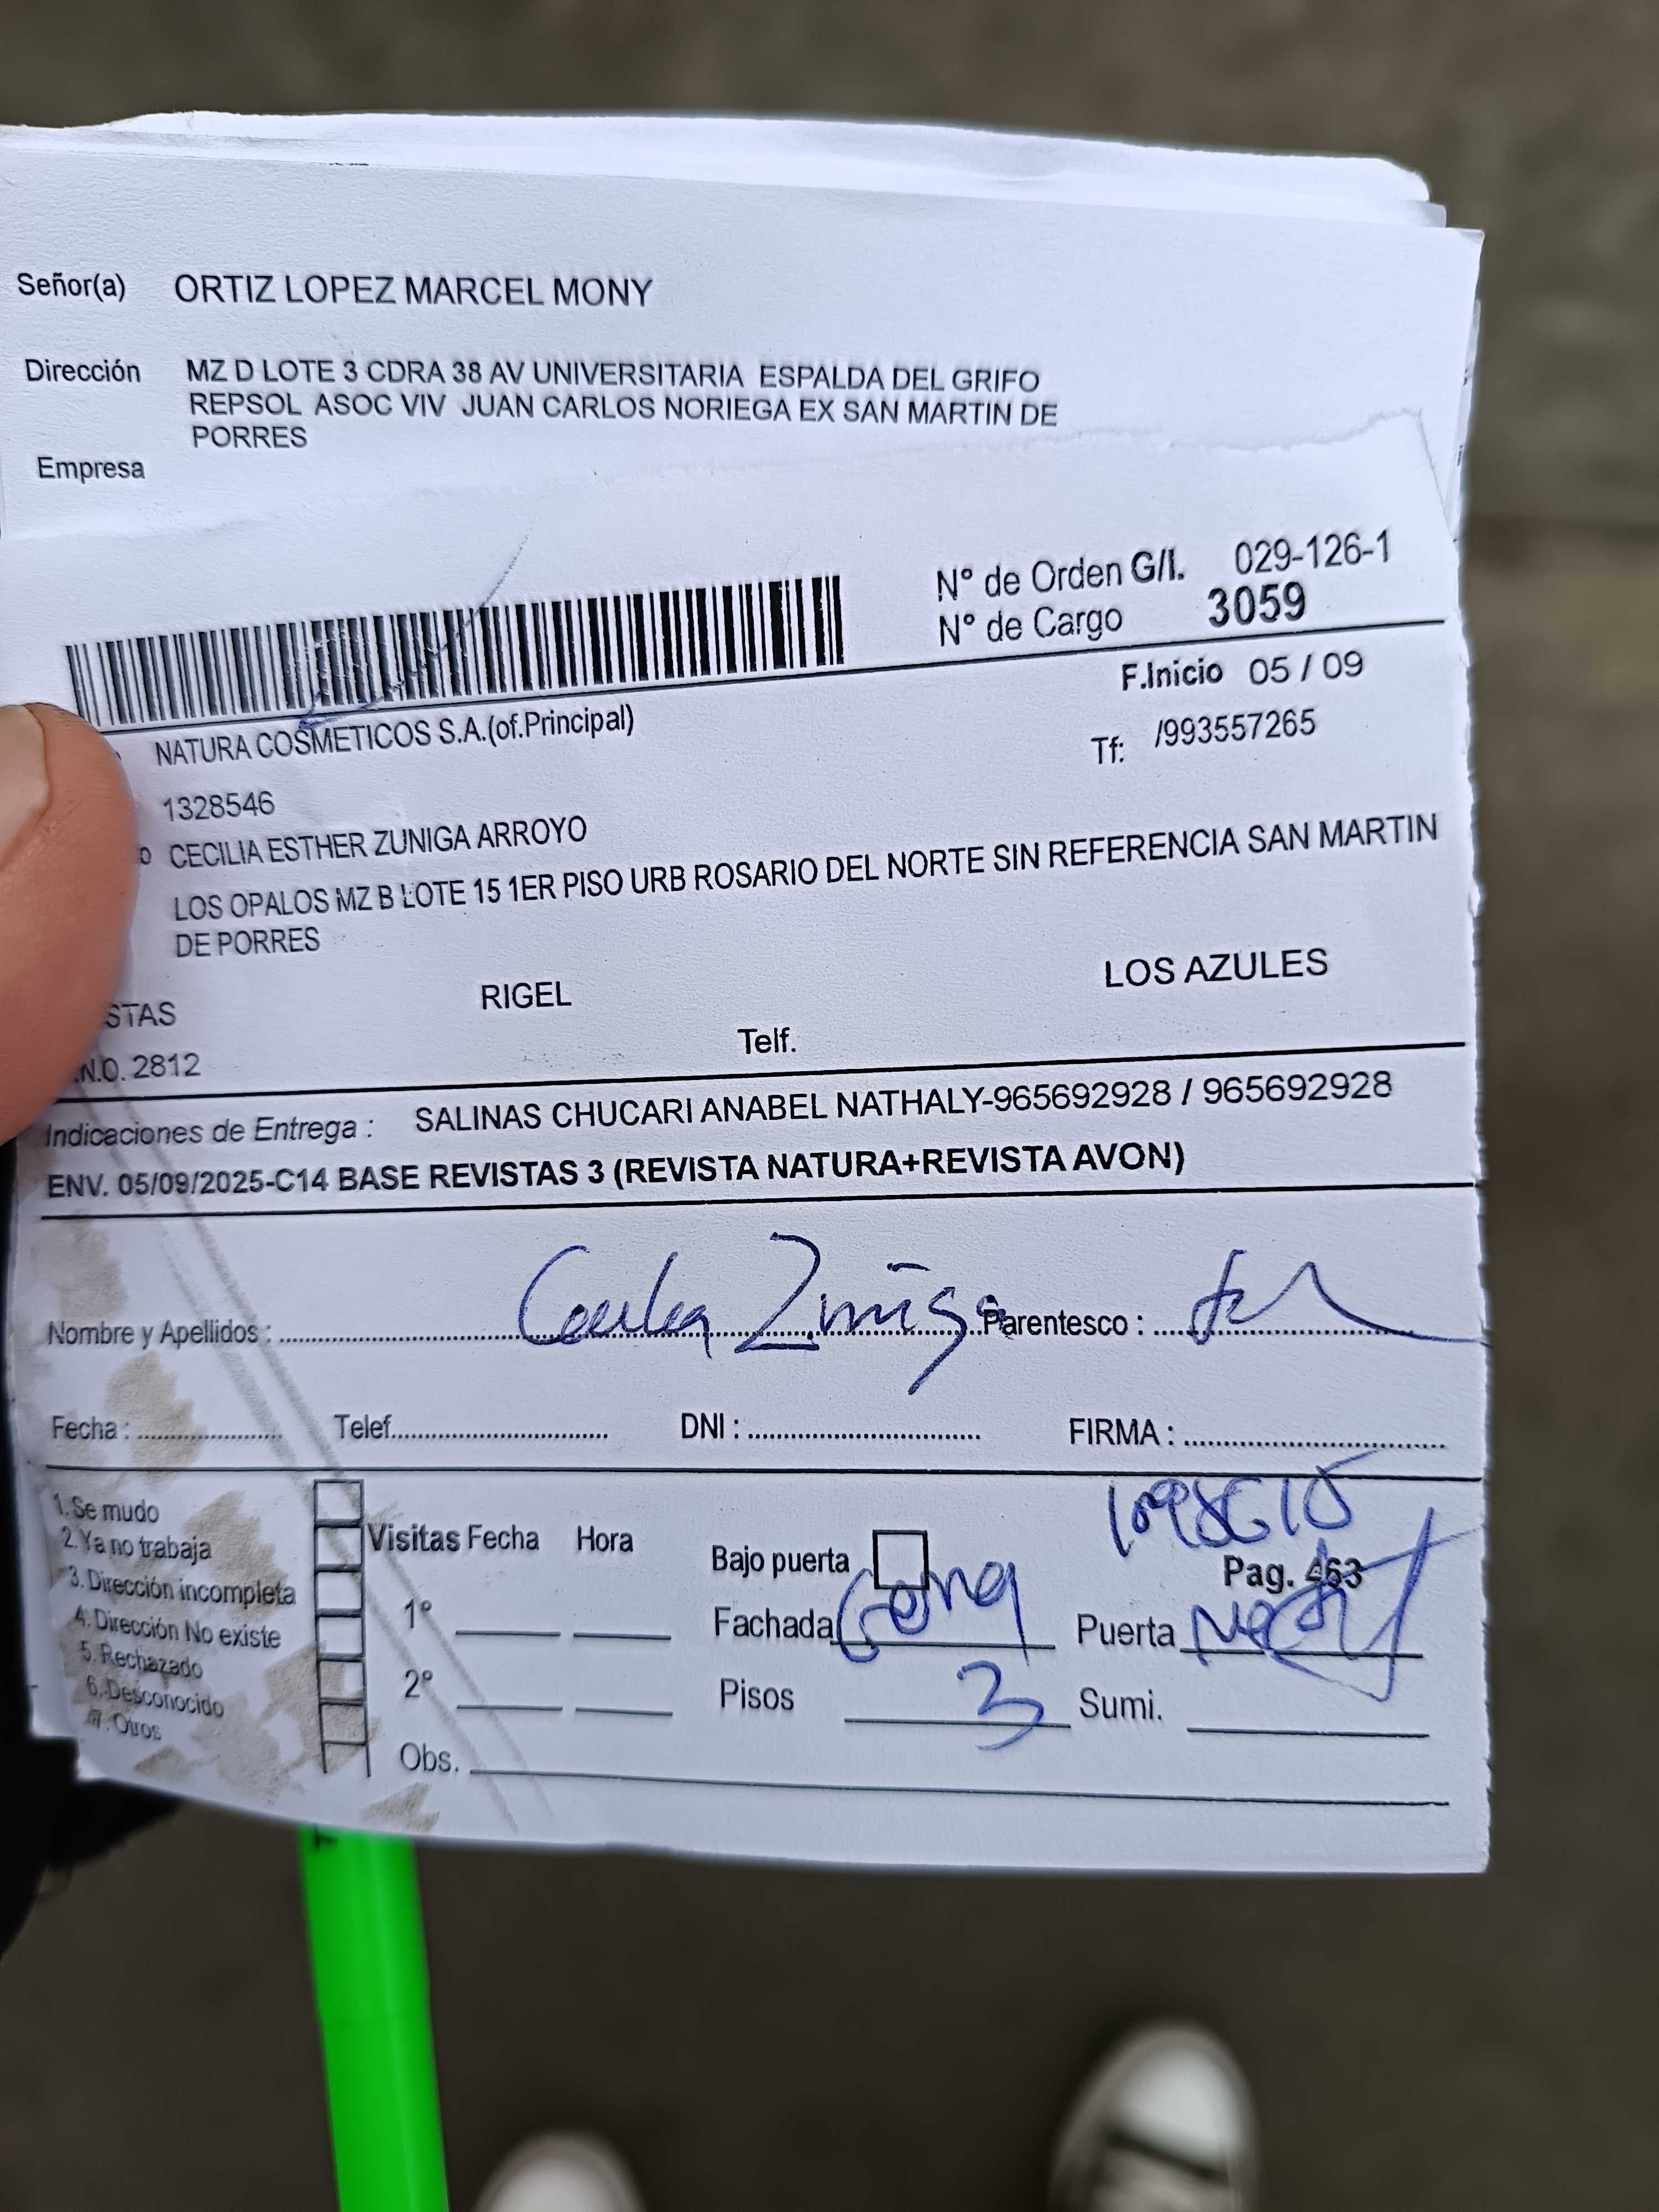 Señor(a) ORTIZ LOPEZ MARCEL MONY
Dirección MZ D LOTE 3 CDRA 38 AV UNIVERSITARIA ESPALDA DEL GRIFO
REPSOL ASOC VIV JUAN CARLOS NORIEGA EX SAN MARTIN DE
PORRES
Empresa
N° de Orden G/I. 029-126-1
N° de Cargo 3059
F.Inicio 05 / 09
NATURA COSMETICOS S.A.(of.Principal)
Tf: /993557265
1328546
o CECILIA ESTHER ZUNIGA ARROYO
LOS OPALOS MZ B LOTE 15 1ER PISO URB ROSARIO DEL NORTE SIN REFERENCIA SAN MARTIN
DE PORRES
STAS RIGEL LOS AZULES
N.O. 2812 Telf.
Indicaciones de Entrega : SALINAS CHUCARI ANABEL NATHALY-965692928 / 965692928
ENV. 05/09/2025-C14 BASE REVISTAS 3 (REVISTA NATURA+REVISTA AVON)
Nombre y Apellidos : Cecilia Zuñiga Parentesco :
Fecha : Telef. DNI : FIRMA :
1. Se mudo
2. Ya no trabaja
3. Dirección incompleta
4. Dirección No existe
5. Rechazado
6. Desconocido
7. Otros
Visitas Fecha Hora
1°
2°
Obs.
Bajo puerta Pag. 463
Fachada Puerta
Pisos 3 Sumi.